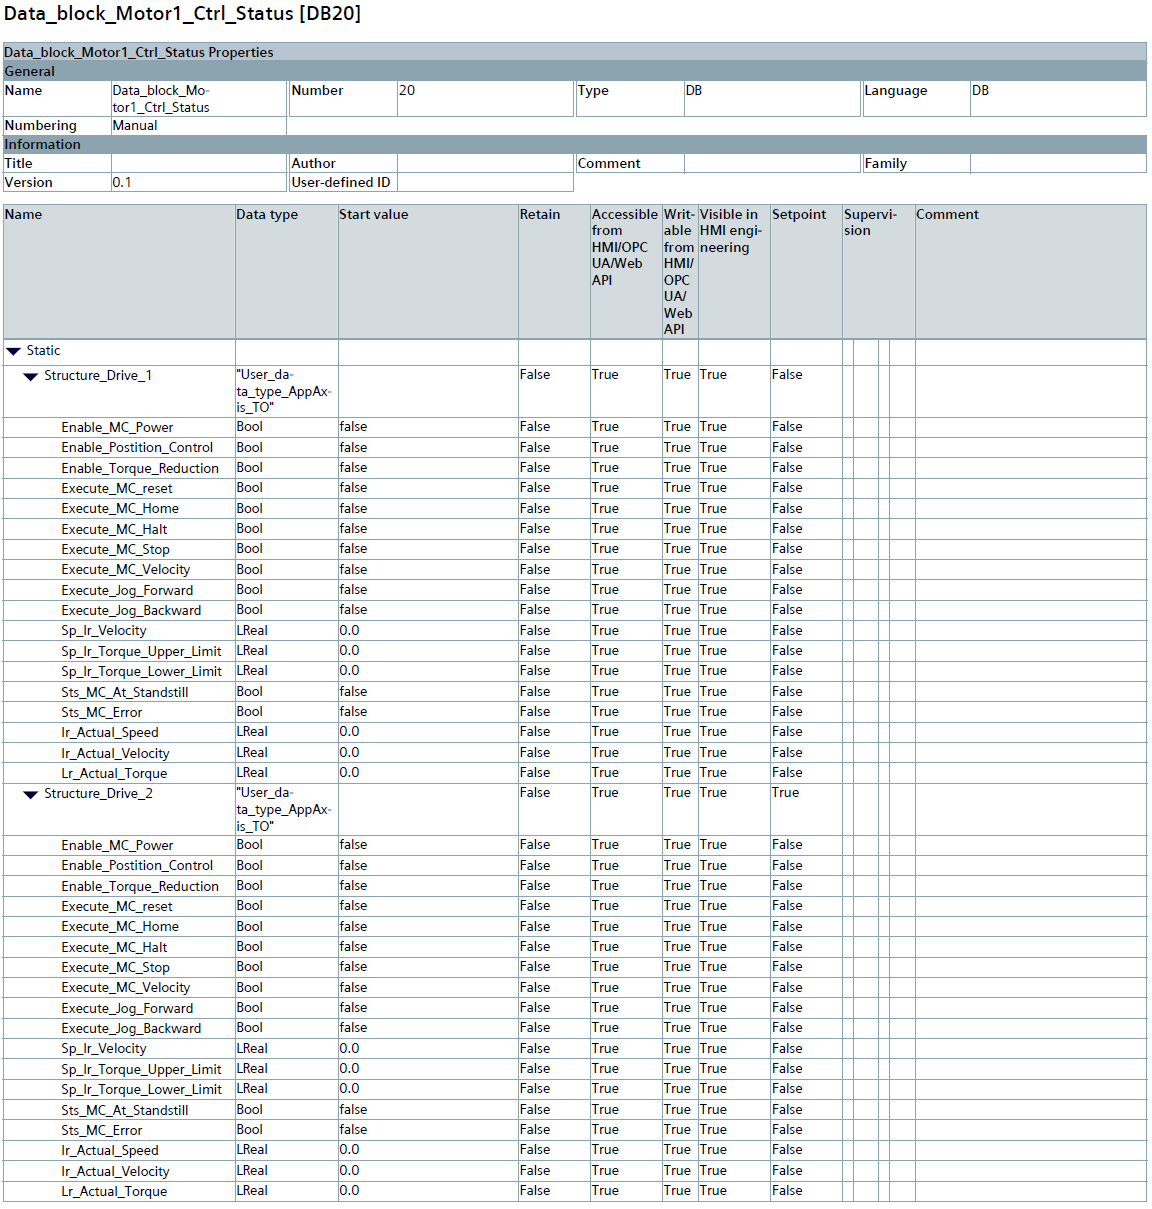 Data_block_Motor1_Ctrl_Status [DB20]
Data_block_Motor1_Ctrl_Status Properties
General
Name Data_block_Mo- Number 20 Type DB Language DB
tor1_Ctrl_Status
Numbering Manual
Information
Title Author Comment Family
Version 0.1 User-defined ID
Name Data type Start value Retain Accessible Writ- Visible in Setpoint Supervi- Comment
from able HMI engi- sion
HMI/OPC from neering
UA/Web HMI/
API OPC
UA/
Web
API
Static
Structure_Drive_1 "User_da- False True True True False
ta_type_AppAx-
is_TO"
Enable_MC_Power Bool false False True True True False
Enable_Postition_Control Bool false False True True True False
Enable_Torque_Reduction Bool false False True True True False
Execute_MC_reset Bool false False True True True False
Execute_MC_Home Bool false False True True True False
Execute_MC_Halt Bool false False True True True False
Execute_MC_Stop Bool false False True True True False
Execute_MC_Velocity Bool false False True True True False
Execute_Jog_Forward Bool false False True True True False
Execute_Jog_Backward Bool false False True True True False
Sp_lr_Velocity LReal 0.0 False True True True False
Sp_lr_Torque_Upper_Limit LReal 0.0 False True True True False
Sp_lr_Torque_Lower_Limit LReal 0.0 False True True True False
Sts_MC_At_Standstill Bool false False True True True False
Sts_MC_Error Bool false False True True True False
lr_Actual_Speed LReal 0.0 False True True True False
lr_Actual_Velocity LReal 0.0 False True True True False
Lr_Actual_Torque LReal 0.0 False True True True False
Structure_Drive_2 "User_da- False True True True True
ta_type_AppAx-
is_TO"
Enable_MC_Power Bool false False True True True False
Enable_Postition_Control Bool false False True True True False
Enable_Torque_Reduction Bool false False True True True False
Execute_MC_reset Bool false False True True True False
Execute_MC_Home Bool false False True True True False
Execute_MC_Halt Bool false False True True True False
Execute_MC_Stop Bool false False True True True False
Execute_MC_Velocity Bool false False True True True False
Execute_Jog_Forward Bool false False True True True False
Execute_Jog_Backward Bool false False True True True False
Sp_lr_Velocity LReal 0.0 False True True True False
Sp_lr_Torque_Upper_Limit LReal 0.0 False True True True False
Sp_lr_Torque_Lower_Limit LReal 0.0 False True True True False
Sts_MC_At_Standstill Bool false False True True True False
Sts_MC_Error Bool false False True True True False
lr_Actual_Speed LReal 0.0 False True True True False
lr_Actual_Velocity LReal 0.0 False True True True False
Lr_Actual_Torque LReal 0.0 False True True True False